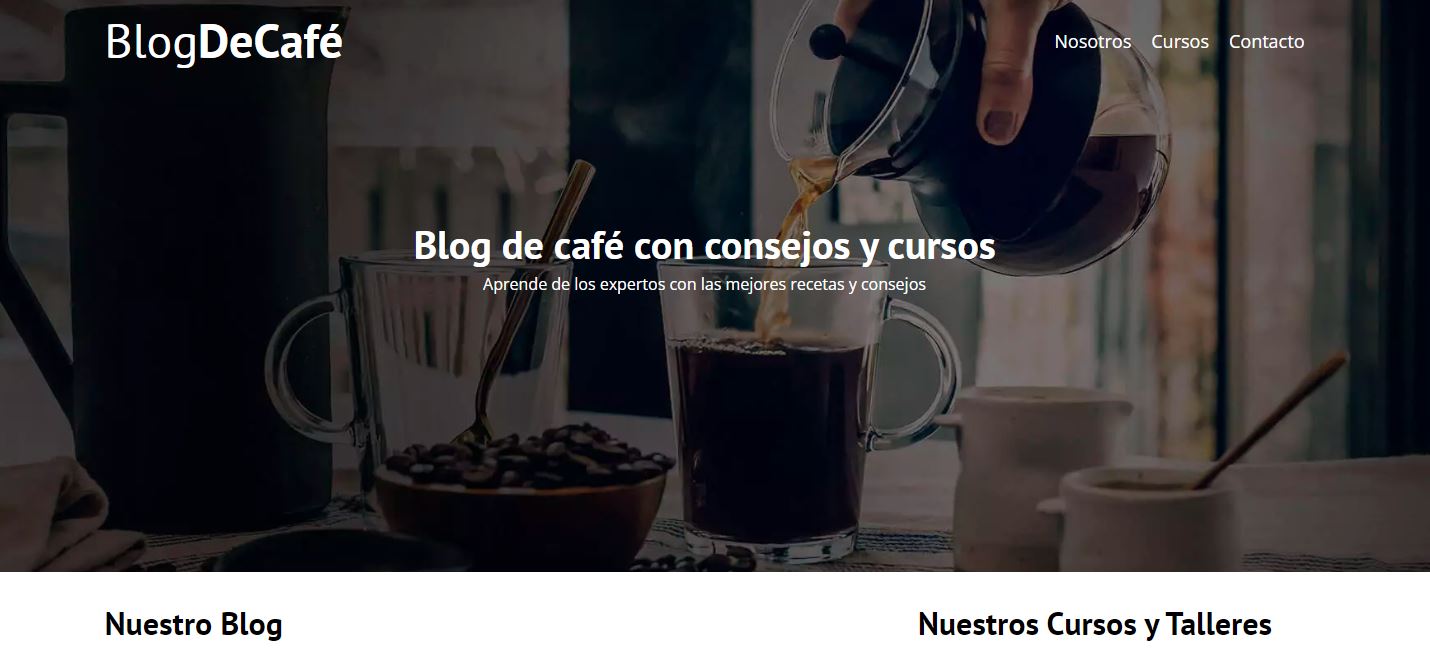 BlogDeCafé
Nosotros Cursos Contacto
Blog de café con consejos y cursos
Aprende de los expertos con las mejores recetas y consejos
Nuestro Blog
Nuestros Cursos y Talleres